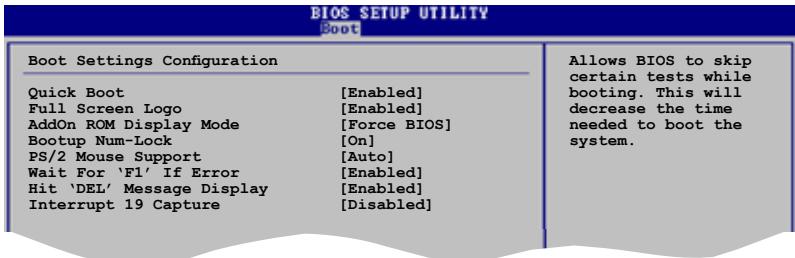 BIOS SETUP UTILITY
Boot
Boot Settings Configuration
Quick Boot [Enabled]
Full Screen Logo [Enabled]
AddOn ROM Display Mode [Force BIOS]
Bootup Num-Lock [On]
PS/2 Mouse Support [Auto]
Wait For ‘F1’ If Error [Enabled]
Hit ‘DEL’ Message Display [Enabled]
Interrupt 19 Capture [Disabled]
Allows BIOS to skip
certain tests while
booting. This will
decrease the time
needed to boot the
system.